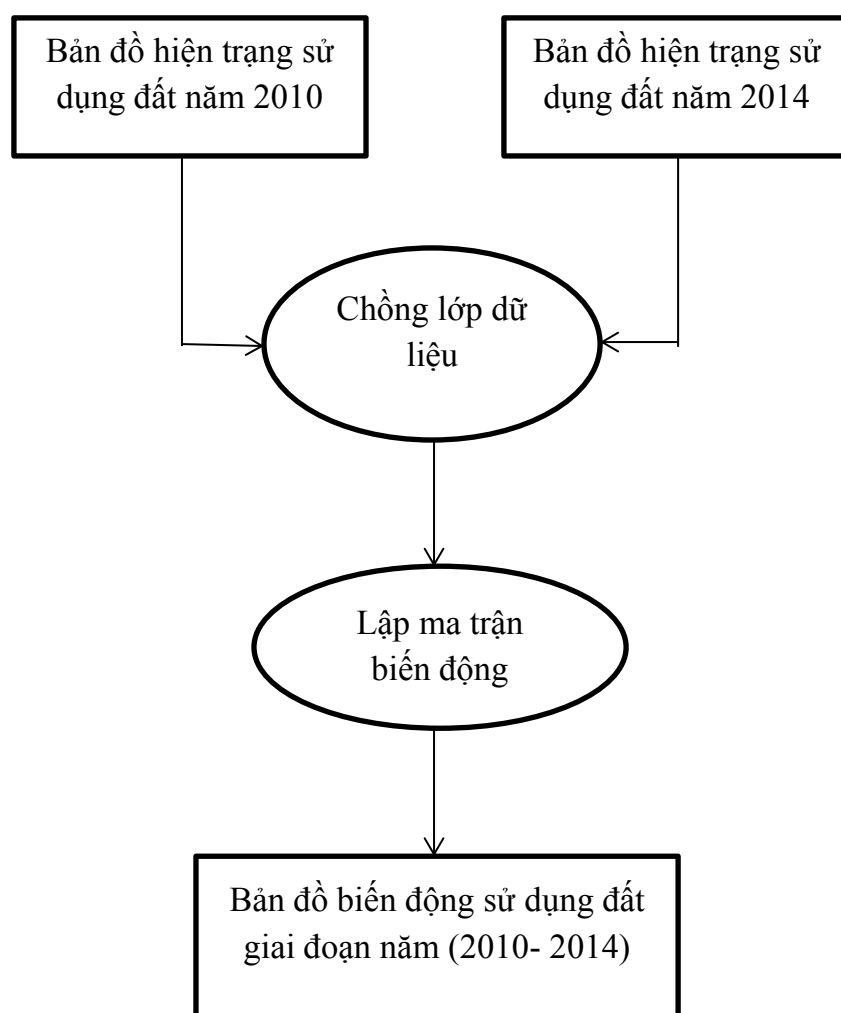 Bản đồ hiện trạng sử
dụng đất năm 2010
Bản đồ hiện trạng sử
dụng đất năm 2014
Chồng lớp dữ
liệu
Lập ma trận
biến động
Bản đồ biến động sử dụng đất
giai đoạn năm (2010- 2014)